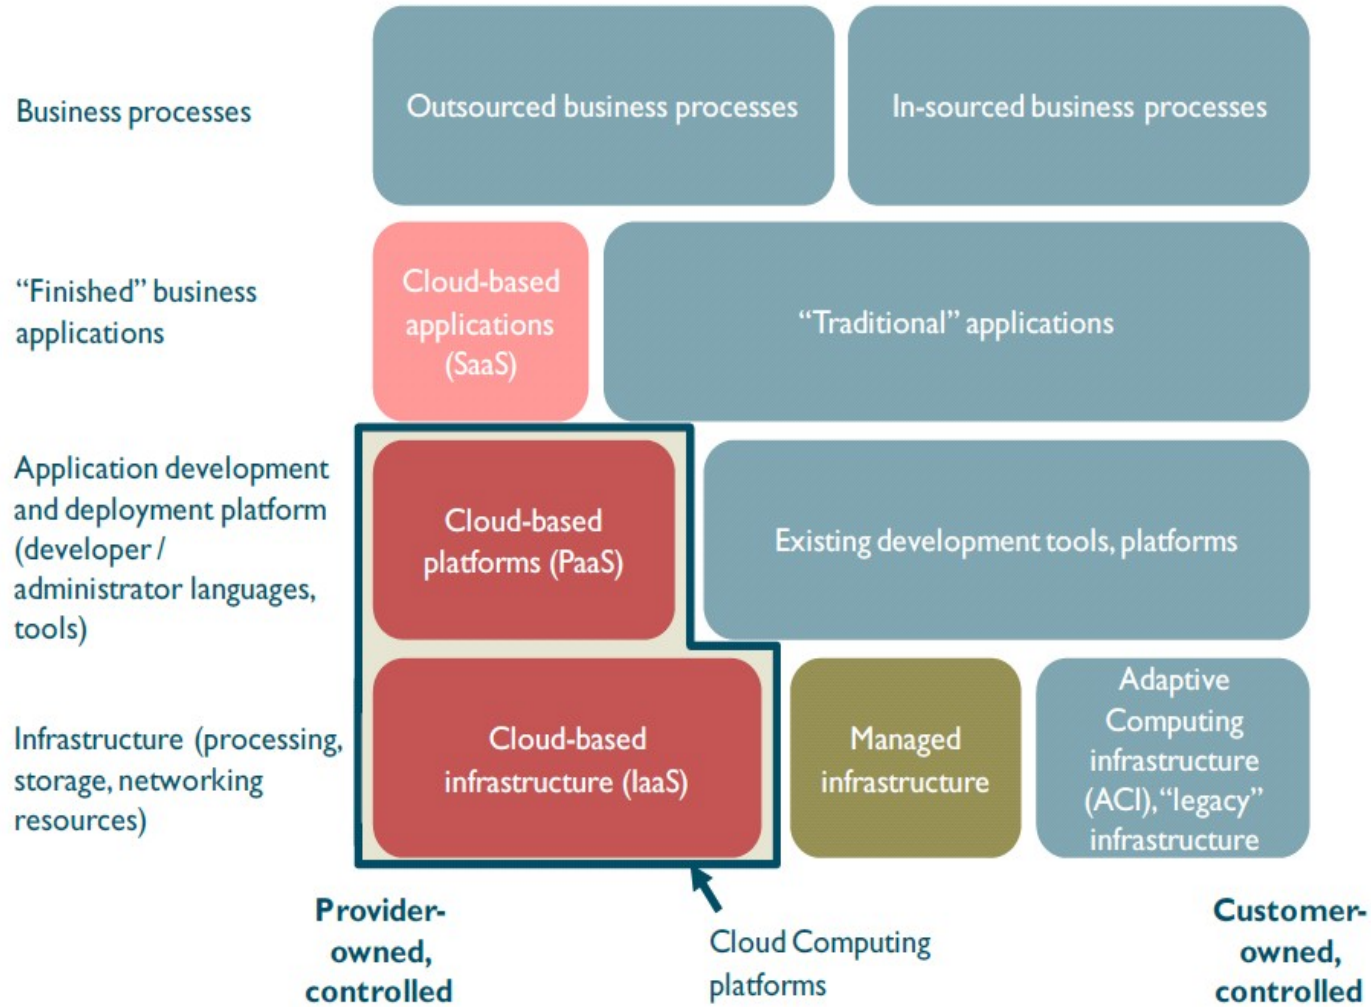 Business processes
Outsourced business processes
In-sourced business processes
“Finished” business
applications
Cloud-based
applications
(SaaS)
“Traditional” applications
Application development
and deployment platform
(developer /
administrator languages,
tools)
Cloud-based
platforms (PaaS)
Existing development tools, platforms
Infrastructure (processing,
storage, networking
resources)
Cloud-based
infrastructure (IaaS)
Managed
infrastructure
Adaptive
Computing
infrastructure
(ACI), “legacy”
infrastructure
Provider-
owned,
controlled
Cloud Computing
platforms
Customer-
owned,
controlled